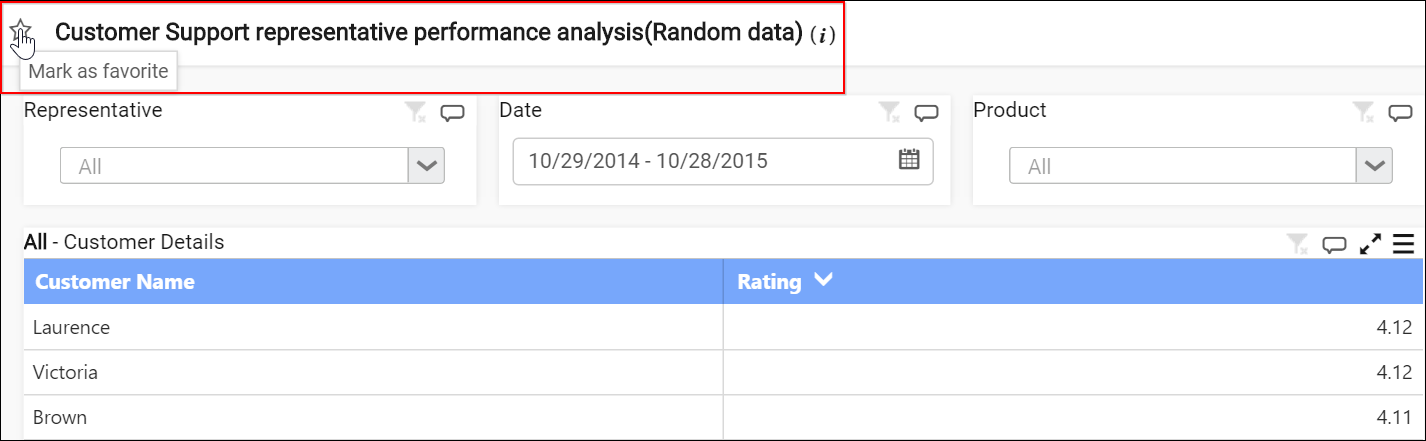 Customer Support representative performance analysis(Random data) (i)
Mark as favorite
Representative
Date
Product
All
10/29/2014 - 10/28/2015
All
All - Customer Details
Customer Name Rating
Laurence 4.12
Victoria 4.12
Brown 4.11